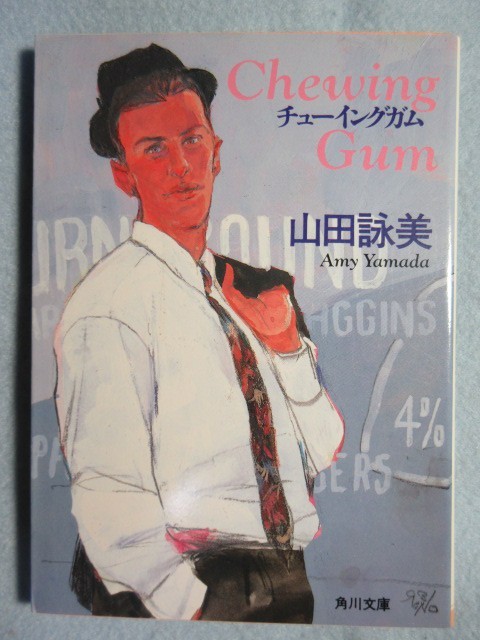 Chewing
チューイングガム
Gum
山田詠美
Amy Yamada
HIGGINS
4%
角川文庫